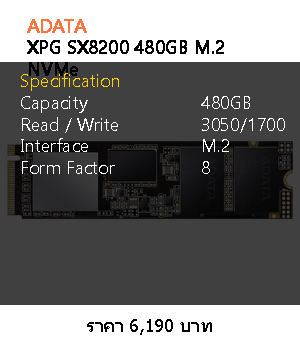 ADATA
XPG SX8200 480GB M.2
NVMe
Specification
Capacity 480GB
Read / Write 3050/1700
Interface M.2
Form Factor 8
ราคา 6,190 บาท